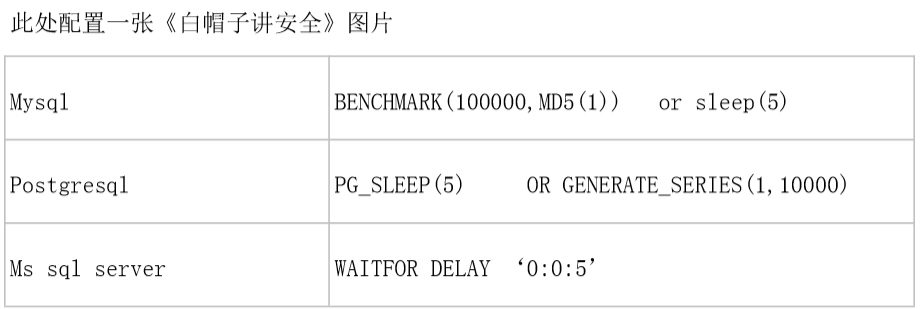 此处配置一张《白帽子讲安全》图片
Mysql BENCHMARK(100000,MD5(1)) or sleep(5)
Postgresql PG_SLEEP(5) OR GENERATE_SERIES(1,10000)
Ms sql server WAITFOR DELAY ‘0:0:5’